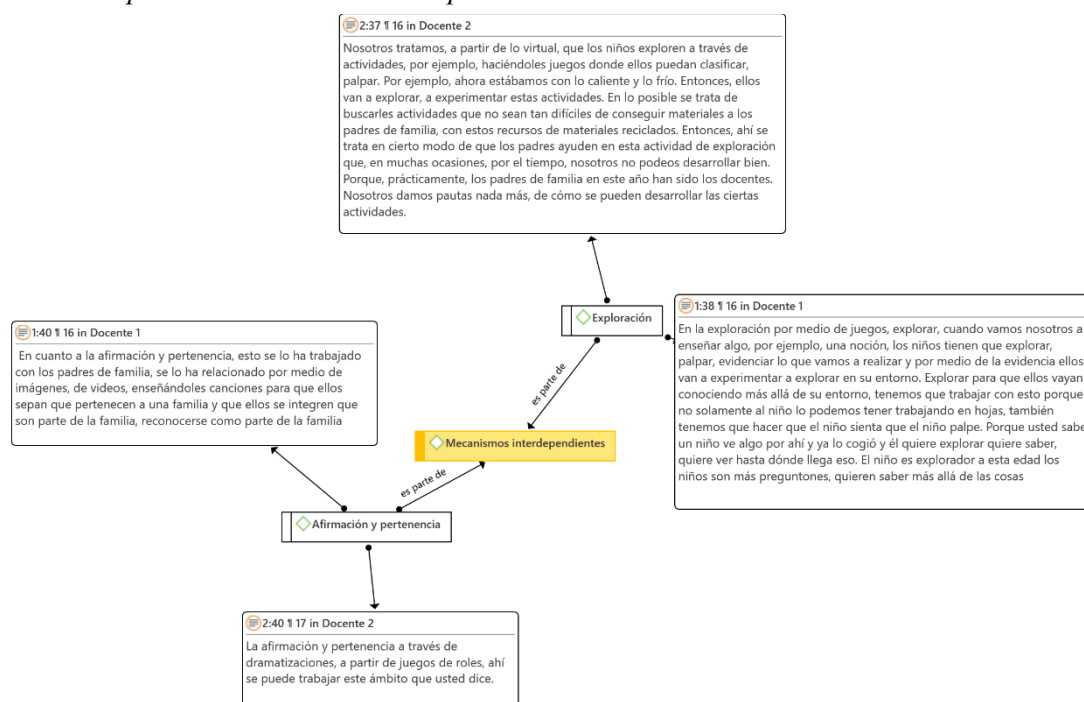 2:37 ¶ 16 in Docente 2
Nosotros tratamos, a partir de lo virtual, que los niños exploren a través de
actividades, por ejemplo, haciéndoles juegos donde ellos puedan clasificar,
palpar. Por ejemplo, ahora estábamos con lo caliente y lo frío. Entonces, ellos
van a explorar, a experimentar estas actividades. En lo posible se trata de
buscarles actividades que no sean tan difíciles de conseguir materiales a los
padres de familia, con estos recursos de materiales reciclados. Entonces, ahí se
trata en cierto modo de que los padres ayuden en esta actividad de exploración
que, en muchas ocasiones, por el tiempo, nosotros no podeos desarrollar bien.
Porque, prácticamente, los padres de familia en este año han sido los docentes.
Nosotros damos pautas nada más, de cómo se pueden desarrollar las ciertas
actividades.
Exploración
1:38 ¶ 16 in Docente 1
En la exploración por medio de juegos, explorar, cuando vamos nosotros a
enseñar algo, por ejemplo, una noción, los niños tienen que explorar,
palpar, evidenciar lo que vamos a realizar y por medio de la evidencia ellos
van a experimentar a explorar en su entorno. Explorar para que ellos vayan
conociendo más allá de su entorno, tenemos que trabajar con esto porque
no solamente al niño lo podemos tener trabajando en hojas, también
tenemos que hacer que el niño sienta que el niño palpe. Porque usted sabe
un niño ve algo por ahí y ya lo cogió y él quiere explorar quiere saber,
quiere ver hasta dónde llega eso. El niño es explorador a esta edad los
niños son más preguntones, quieren saber más allá de las cosas
1:40 ¶ 16 in Docente 1
En cuanto a la afirmación y pertenencia, esto se lo ha trabajado
con los padres de familia, se lo ha relacionado por medio de
imágenes, de videos, enseñándoles canciones para que ellos
sepan que pertenecen a una familia y que ellos se integren que
son parte de la familia, reconocerse como parte de la familia
es parte de
Mecanismos interdependientes
es parte de
Afirmación y pertenencia
2:40 ¶ 17 in Docente 2
La afirmación y pertenencia a través de
dramatizaciones, a partir de juegos de roles, ahí
se puede trabajar este ámbito que usted dice.